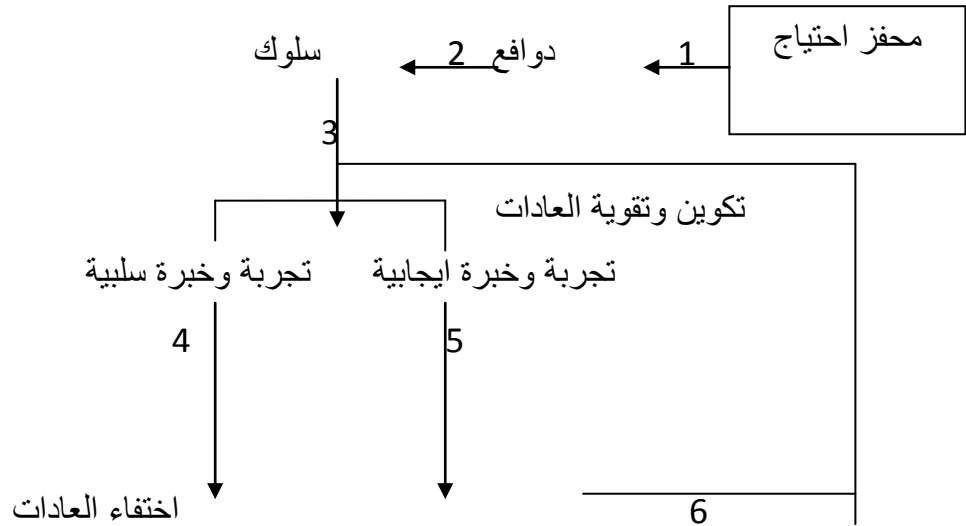 محفز احتياج
1
دوافع
2
سلوك
3
تكوين وتقوية العادات
تجربة وخبرة ايجابية
تجربة وخبرة سلبية
5
4
اختفاء العادات
6